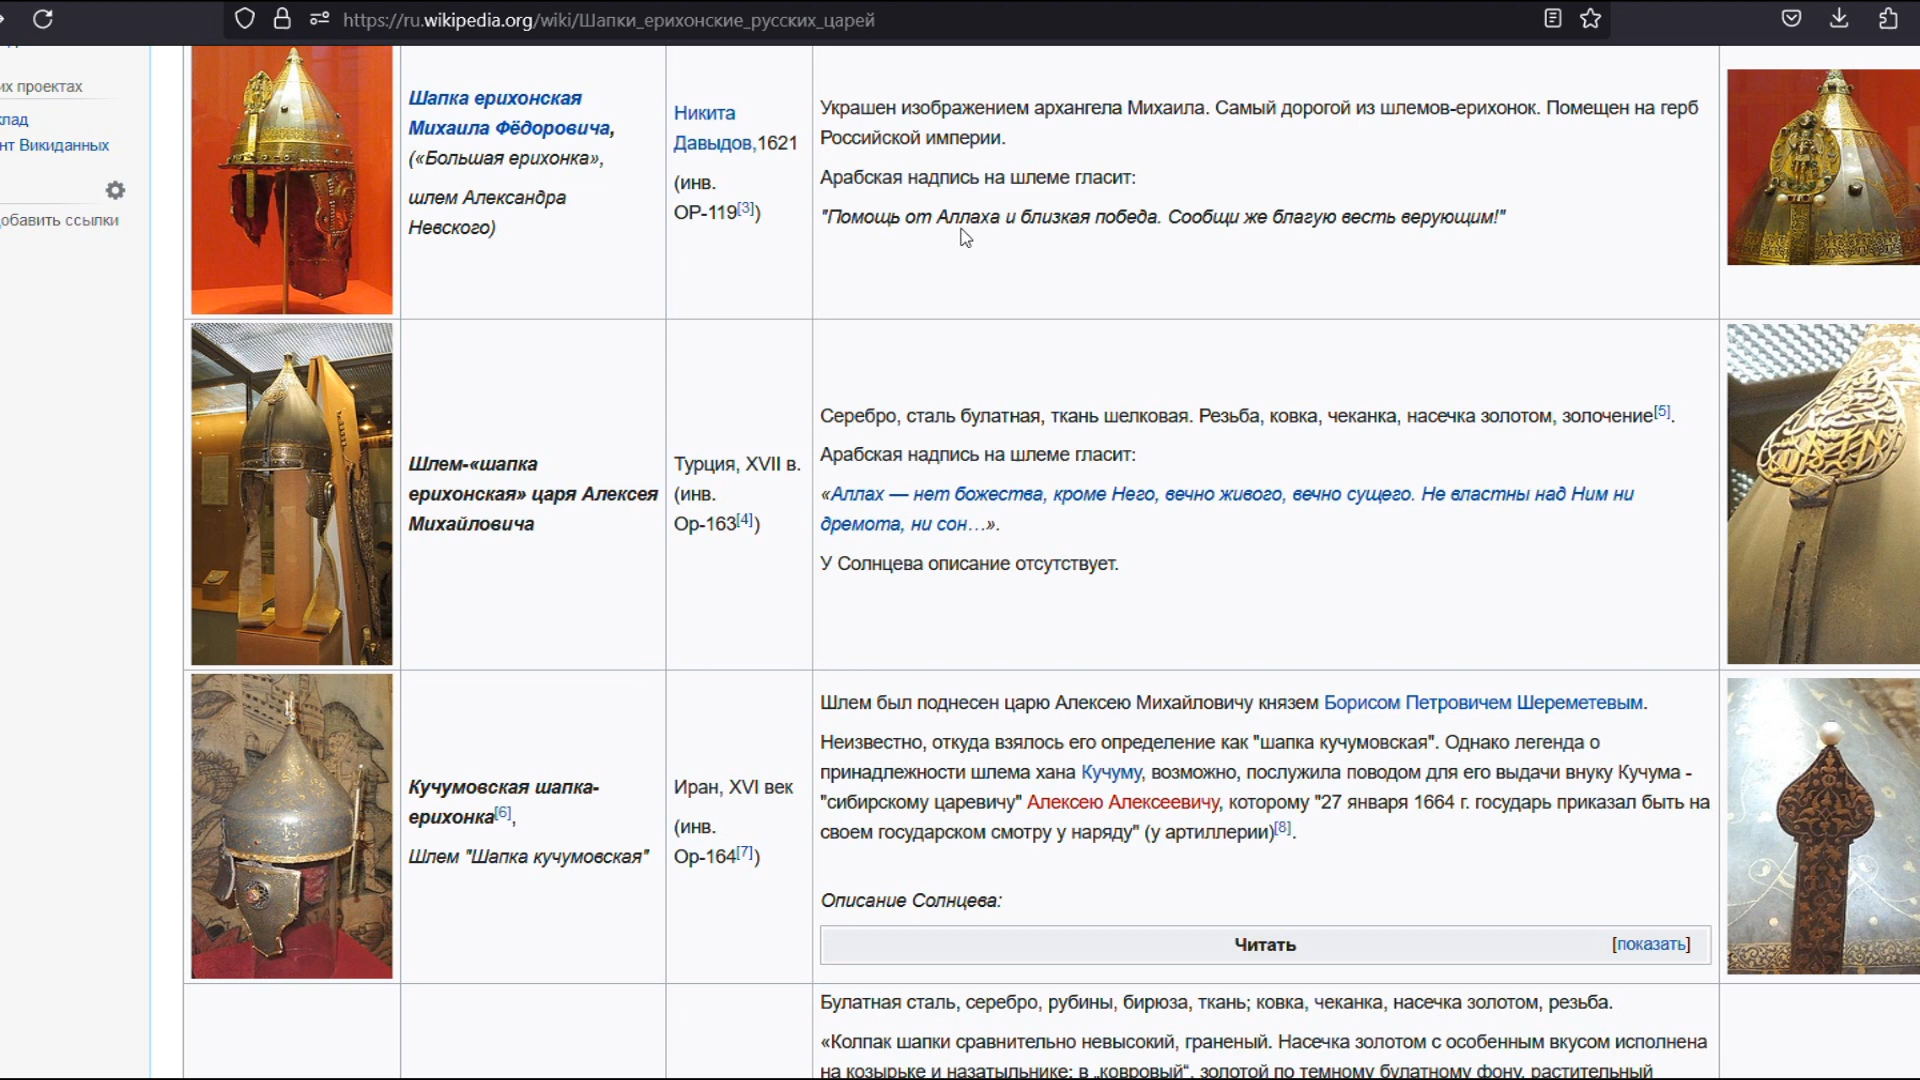 https://ru.wikipedia.org/wiki/Шапки_ерихонские_русских_царей
их проектах
клад
нт Викиданных
обавить ссылки
Шапка ерихонская
Михаила Фёдоровича,
(«Большая ерихонка»,
шлем Александра
Невского)
Никита
Давыдов,1621
(инв.
ОР-119[3])
Украшен изображением архангела Михаила. Самый дорогой из шлемов-ерихонок. Помещен на герб
Российской империи.
Арабская надпись на шлеме гласит:
"Помощь от Аллаха и близкая победа. Сообщи же благую весть верующим!"
Шлем-«шапка
ерихонская» царя Алексея
Михайловича
Турция, XVII в.
(инв.
Ор-163[4])
Серебро, сталь булатная, ткань шелковая. Резьба, ковка, чеканка, насечка золотом, золочение[5].
Арабская надпись на шлеме гласит:
«Аллах — нет божества, кроме Него, вечно живого, вечно сущего. Не властны над Ним ни
дремота, ни сон…».
У Солнцева описание отсутствует.
Кучумовская шапка-
ерихонка[6],
Шлем "Шапка кучумовская"
Иран, XVI век
(инв.
Ор-164[7])
Шлем был поднесен царю Алексею Михайловичу князем Борисом Петровичем Шереметевым.
Неизвестно, откуда взялось его определение как "шапка кучумовская". Однако легенда о
принадлежности шлема хана Кучуму, возможно, послужила поводом для его выдачи внуку Кучума -
"сибирскому царевичу" Алексею Алексеевичу, которому "27 января 1664 г. государь приказал быть на
своем государском смотру у наряду" (у артиллерии)[8].
Описание Солнцева:
Читать
[показать]
Булатная сталь, серебро, рубины, бирюза, ткань; ковка, чеканка, насечка золотом, резьба.
«Колпак шапки сравнительно невысокий, граненый. Насечка золотом с особенным вкусом исполнена
на козырьке и назатыльнике: в „ковровый“, золотой по темному булатному фону, растительный